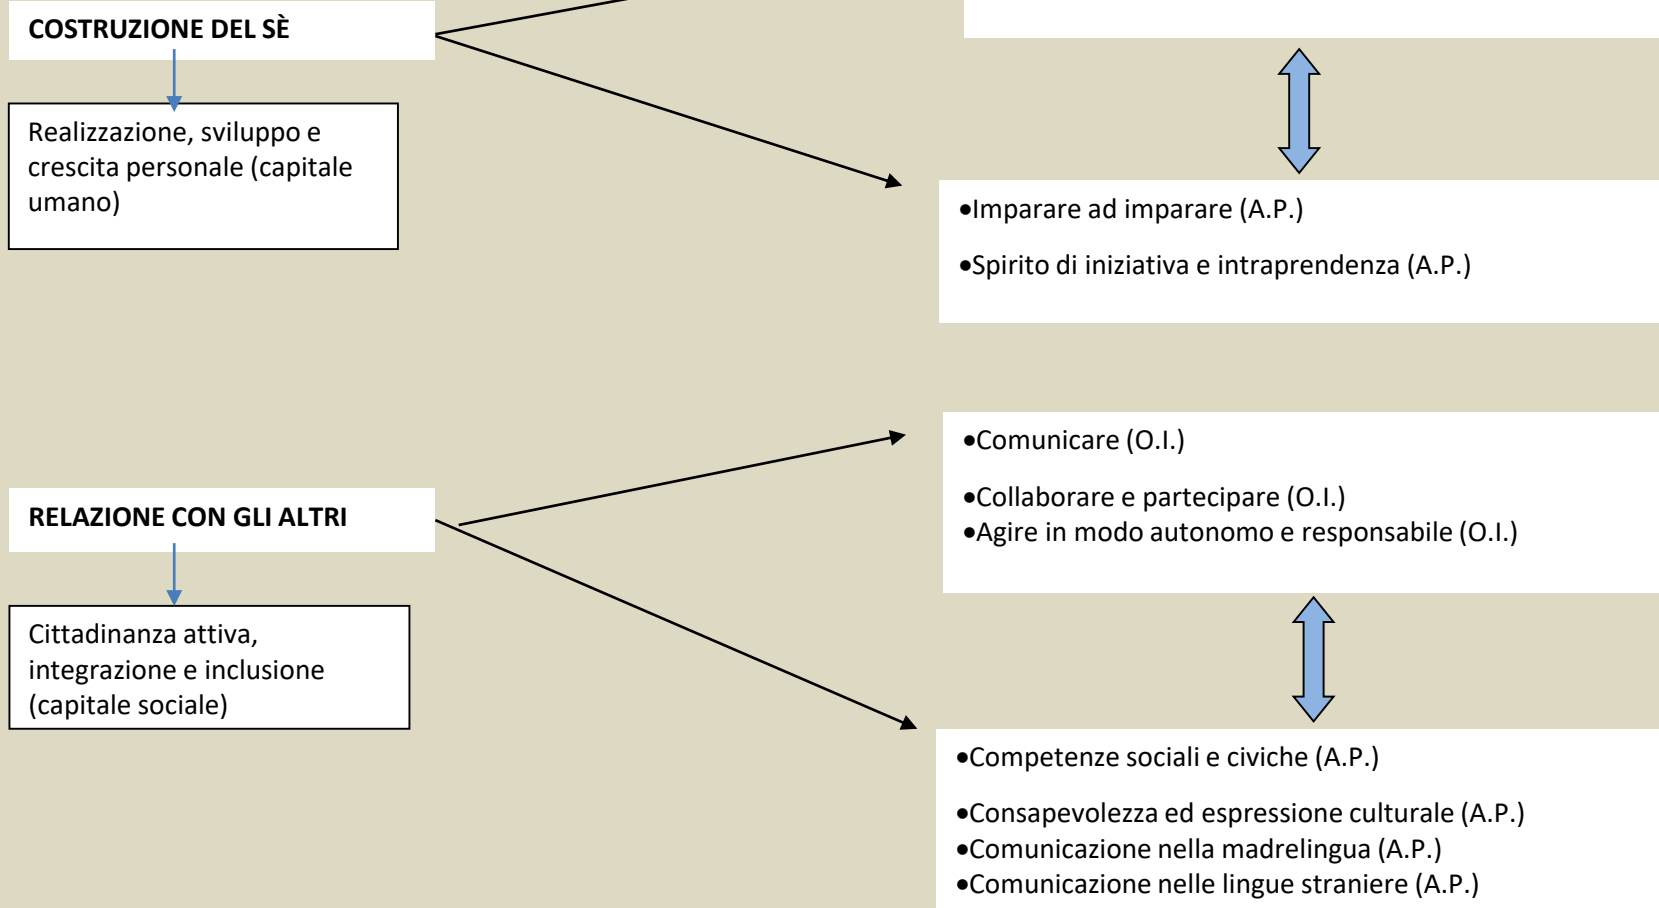 COSTRUZIONE DEL SÈ
Realizzazione, sviluppo e
crescita personale (capitale
umano)
•Imparare ad imparare (A.P.)
•Spirito di iniziativa e intraprendenza (A.P.)
•Comunicare (O.I.)
•Collaborare e partecipare (O.I.)
•Agire in modo autonomo e responsabile (O.I.)
RELAZIONE CON GLI ALTRI
Cittadinanza attiva,
integrazione e inclusione
(capitale sociale)
•Competenze sociali e civiche (A.P.)
•Consapevolezza ed espressione culturale (A.P.)
•Comunicazione nella madrelingua (A.P.)
•Comunicazione nelle lingue straniere (A.P.)